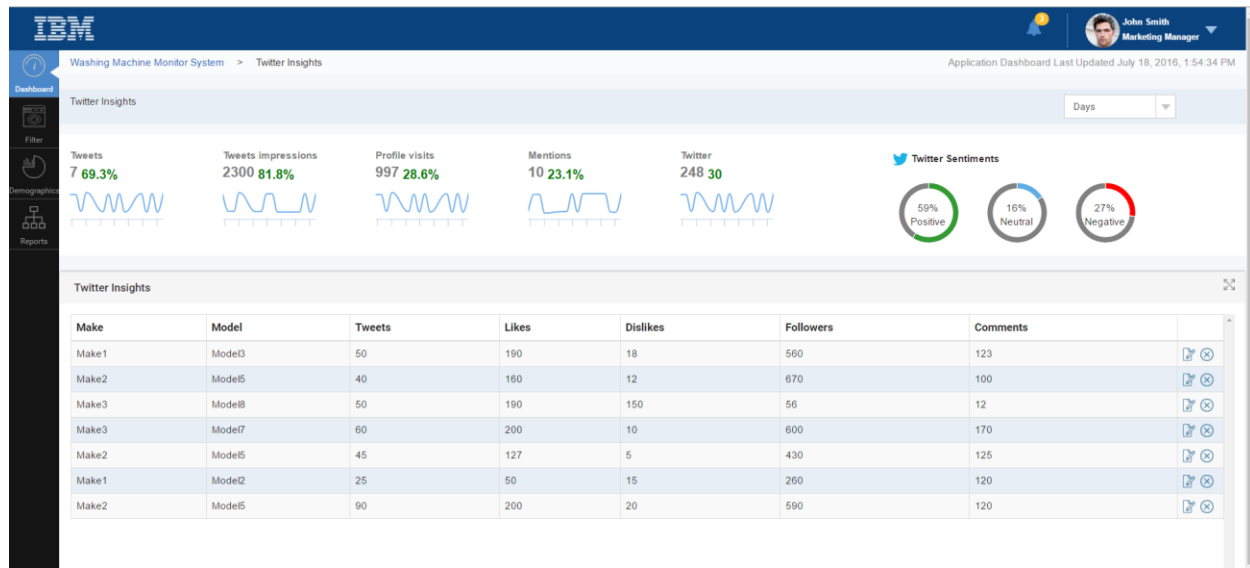 IBM
3
John Smith
Marketing Manager
Dashboard
Filter
Demographics
Reports
Washing Machine Monitor System > Twitter Insights
Application Dashboard Last Updated July 18, 2016, 1:54:34 PM
Twitter Insights
Days
Tweets
7 69.3%
Tweets impressions
2300 81.8%
Profile visits
997 28.6%
Mentions
10 23.1%
Twitter
248 30
Twitter Sentiments
59%
Positive
16%
Neutral
27%
Negative
Twitter Insights
Make Model Tweets Likes Dislikes Followers Comments
Make1 Model3 50 190 18 560 123
Make2 Model5 40 160 12 670 100
Make3 Model8 50 190 150 56 12
Make3 Model7 60 200 10 600 170
Make2 Model5 45 127 5 430 125
Make1 Model2 25 50 15 260 120
Make2 Model5 90 200 20 590 120